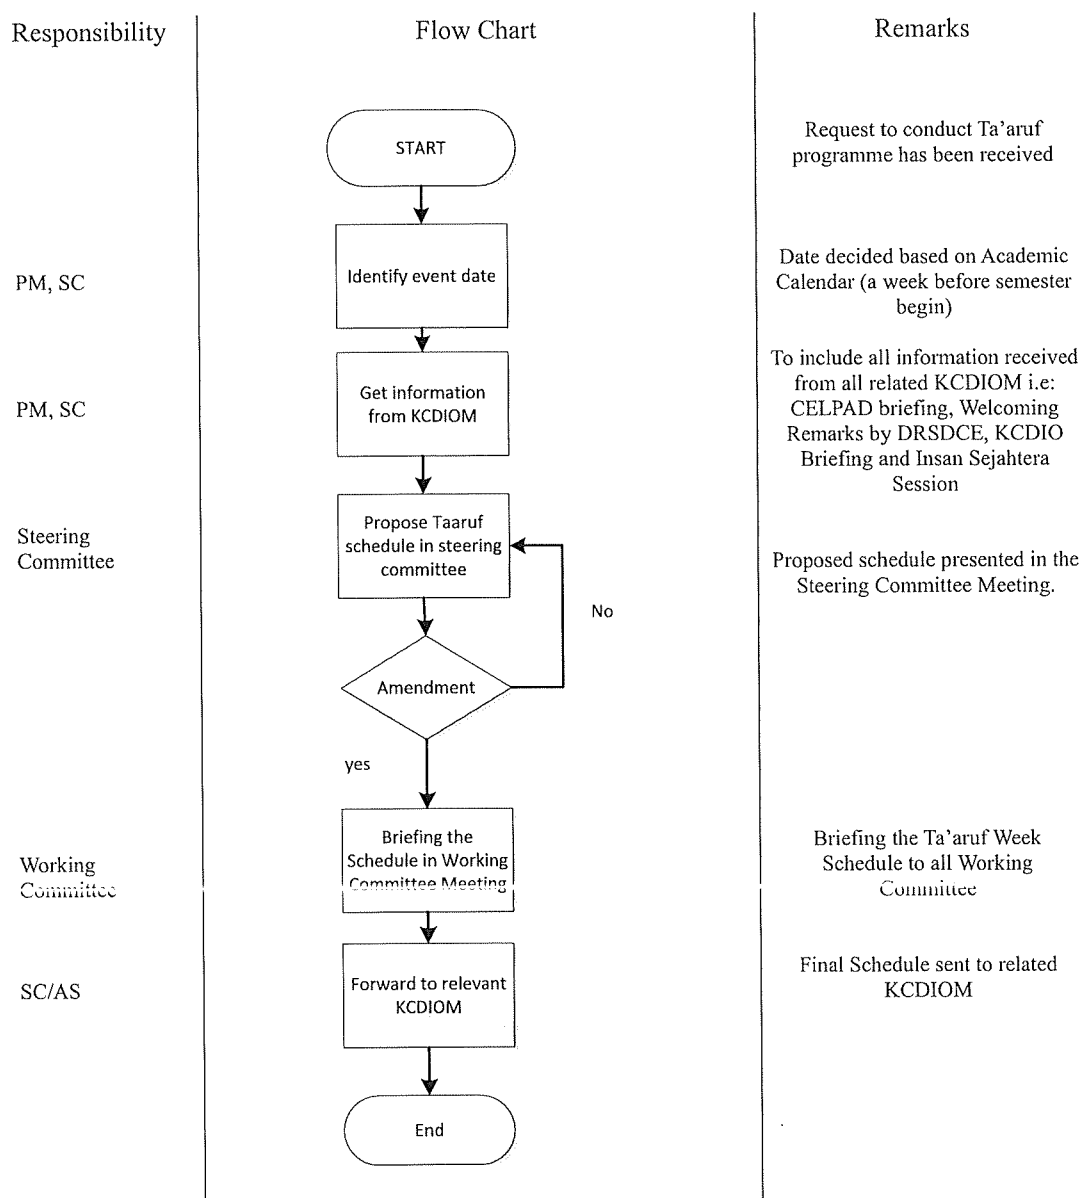 Responsibility
Flow Chart
Remarks
START
Request to conduct Ta'aruf
programme has been received
PM, SC
Identify event date
Date decided based on Academic
Calendar (a week before semester
begin)
PM, SC
Get information
from KCDIOM
To include all information received
from all related KCDIOM i.e:
CELPAD briefing, Welcoming
Remarks by DRSDCE, KCDIO
Briefing and Insan Sejahtera
Session
Steering
Committee
Propose Taaruf
schedule in steering
committee
Proposed schedule presented in the
Steering Committee Meeting.
No
Amendment
yes
Working
Committee
Briefing the
Schedule in Working
Committee Meeting
Briefing the Ta'aruf Week
Schedule to all Working
Committee
SC/AS
Forward to relevant
KCDIOM
Final Schedule sent to related
KCDIOM
End